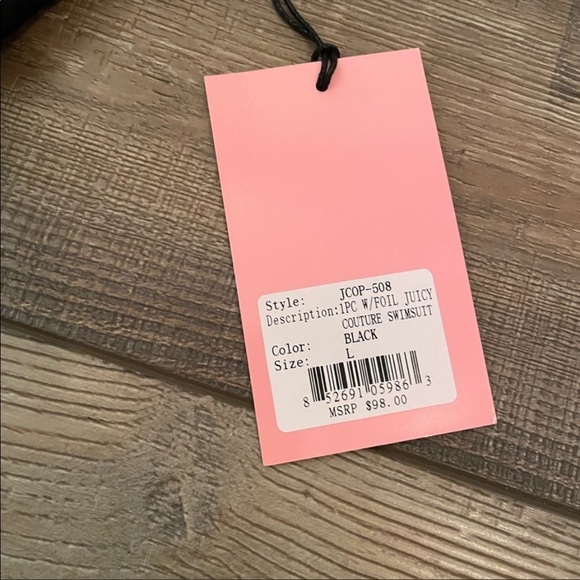 Style: JCOP-508
Description:1PC W/FOIL JUICY
COUTURE SWIMSUIT
Color: BLACK
Size: L
8 52691 05986 3
MSRP $98.00